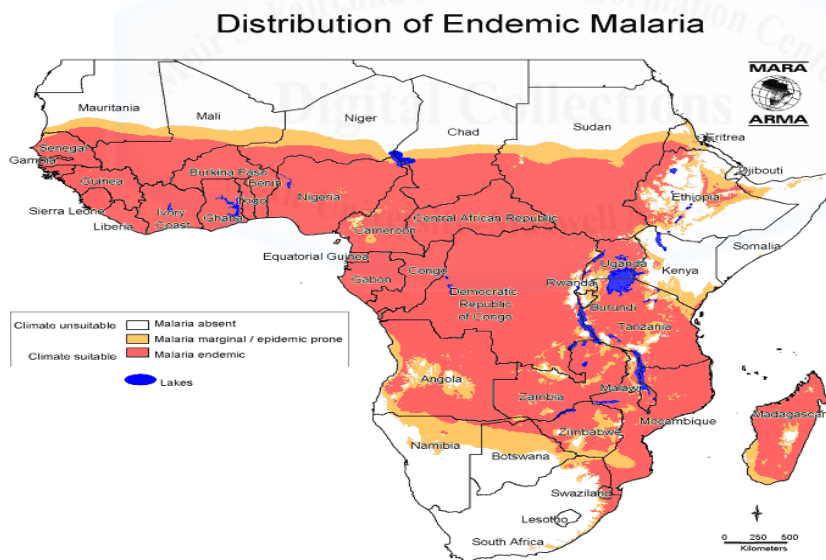 Distribution of Endemic Malaria
MARA
ARMA
Mauritania
Mali
Niger
Chad
Sudan
Eritrea
Senegal
Gambia
Burkina Faso
Djibouti
Guinea
Benin
Togo
Nigeria
Ethiopia
Sierra Leone
Ivory
Coast
Ghana
Central African Republic
Liberia
Cameroon
Somalia
Equatorial Guinea
Uganda
Kenya
Gabon
Congo
Rwanda
Democratic
Republic
of Congo
Burundi
Tanzania
Climate unsuitable
Malaria absent
Malaria marginal / epidemic prone
Climate suitable
Malaria endemic
Lakes
Angola
Zambia
Malawi
Mocambique
Madagascar
Zimbabwe
Namibia
Botswana
Swaziland
Lesotho
South Africa
0 250 500
Kilometers
Digital Collections